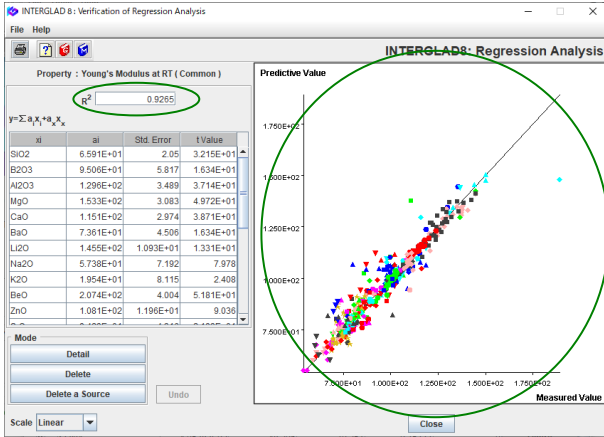 INTERGLAD 8 : Verification of Regression Analysis
File Help
INTERGLAD8: Regression Analysis
Property : Young's Modulus at RT ( Common )
R2 0.9265
y=Σaixi+axxx
xi ai Std. Error t Value
SiO2 6.591E+01 2.05 3.215E+01
B2O3 9.506E+01 5.817 1.634E+01
Al2O3 1.296E+02 3.489 3.714E+01
MgO 1.533E+02 3.083 4.972E+01
CaO 1.151E+02 2.974 3.871E+01
BaO 7.361E+01 4.506 1.634E+01
Li2O 1.455E+02 1.093E+01 1.331E+01
Na2O 5.738E+01 7.192 7.978
K2O 1.954E+01 8.115 2.408
BeO 2.074E+02 4.004 5.181E+01
ZnO 1.081E+02 1.196E+01 9.036
Mode
Detail
Delete
Delete a Source
Undo
Scale Linear
Predictive Value
1.750E+02
1.500E+02
1.250E+02
1.000E+02
7.500E+01
7.500E+01 1.000E+02 1.250E+02 1.500E+02 1.750E+02
Measured Value
Close